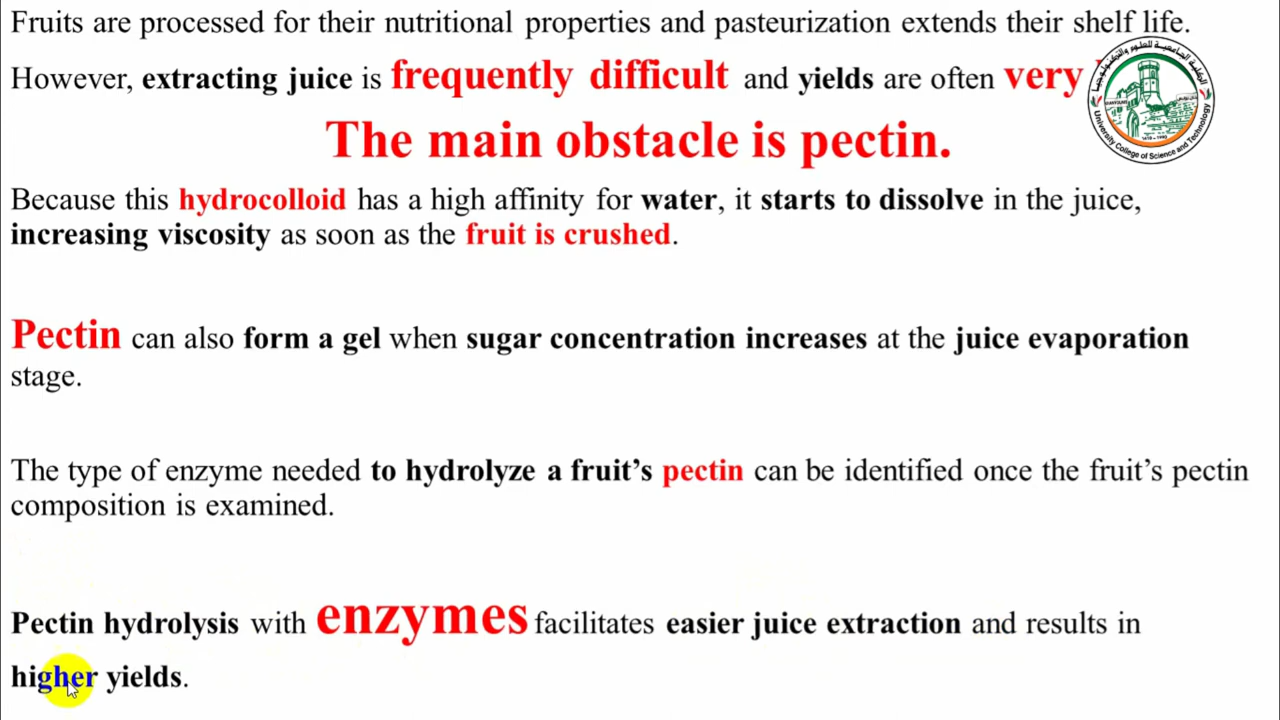 Fruits are processed for their nutritional properties and pasteurization extends their shelf life.
However, extracting juice is frequently difficult and yields are often very
The main obstacle is pectin.
Because this hydrocolloid has a high affinity for water, it starts to dissolve in the juice,
increasing viscosity as soon as the fruit is crushed.
Pectin can also form a gel when sugar concentration increases at the juice evaporation
stage.
The type of enzyme needed to hydrolyze a fruit’s pectin can be identified once the fruit’s pectin
composition is examined.
Pectin hydrolysis with enzymes facilitates easier juice extraction and results in
higher yields.
الكلية الجامعية للعلوم والتكنولوجيا
University College of Science and Technology